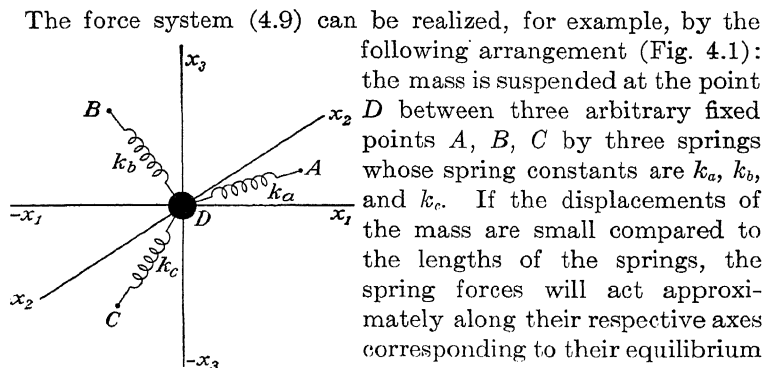 The force system (4.9) can be realized, for example, by the
following arrangement (Fig. 4.1):
the mass is suspended at the point
D between three arbitrary fixed
points A, B, C by three springs
whose spring constants are kₐ, k_b,
and k_c. If the displacements of
the mass are small compared to
the lengths of the springs, the
spring forces will act approxi-
mately along their respective axes
corresponding to their equilibrium
x₃
B
x₂
k_b
A
kₐ
-x₁
D
x₁
k_c
x₂
C
-x₃